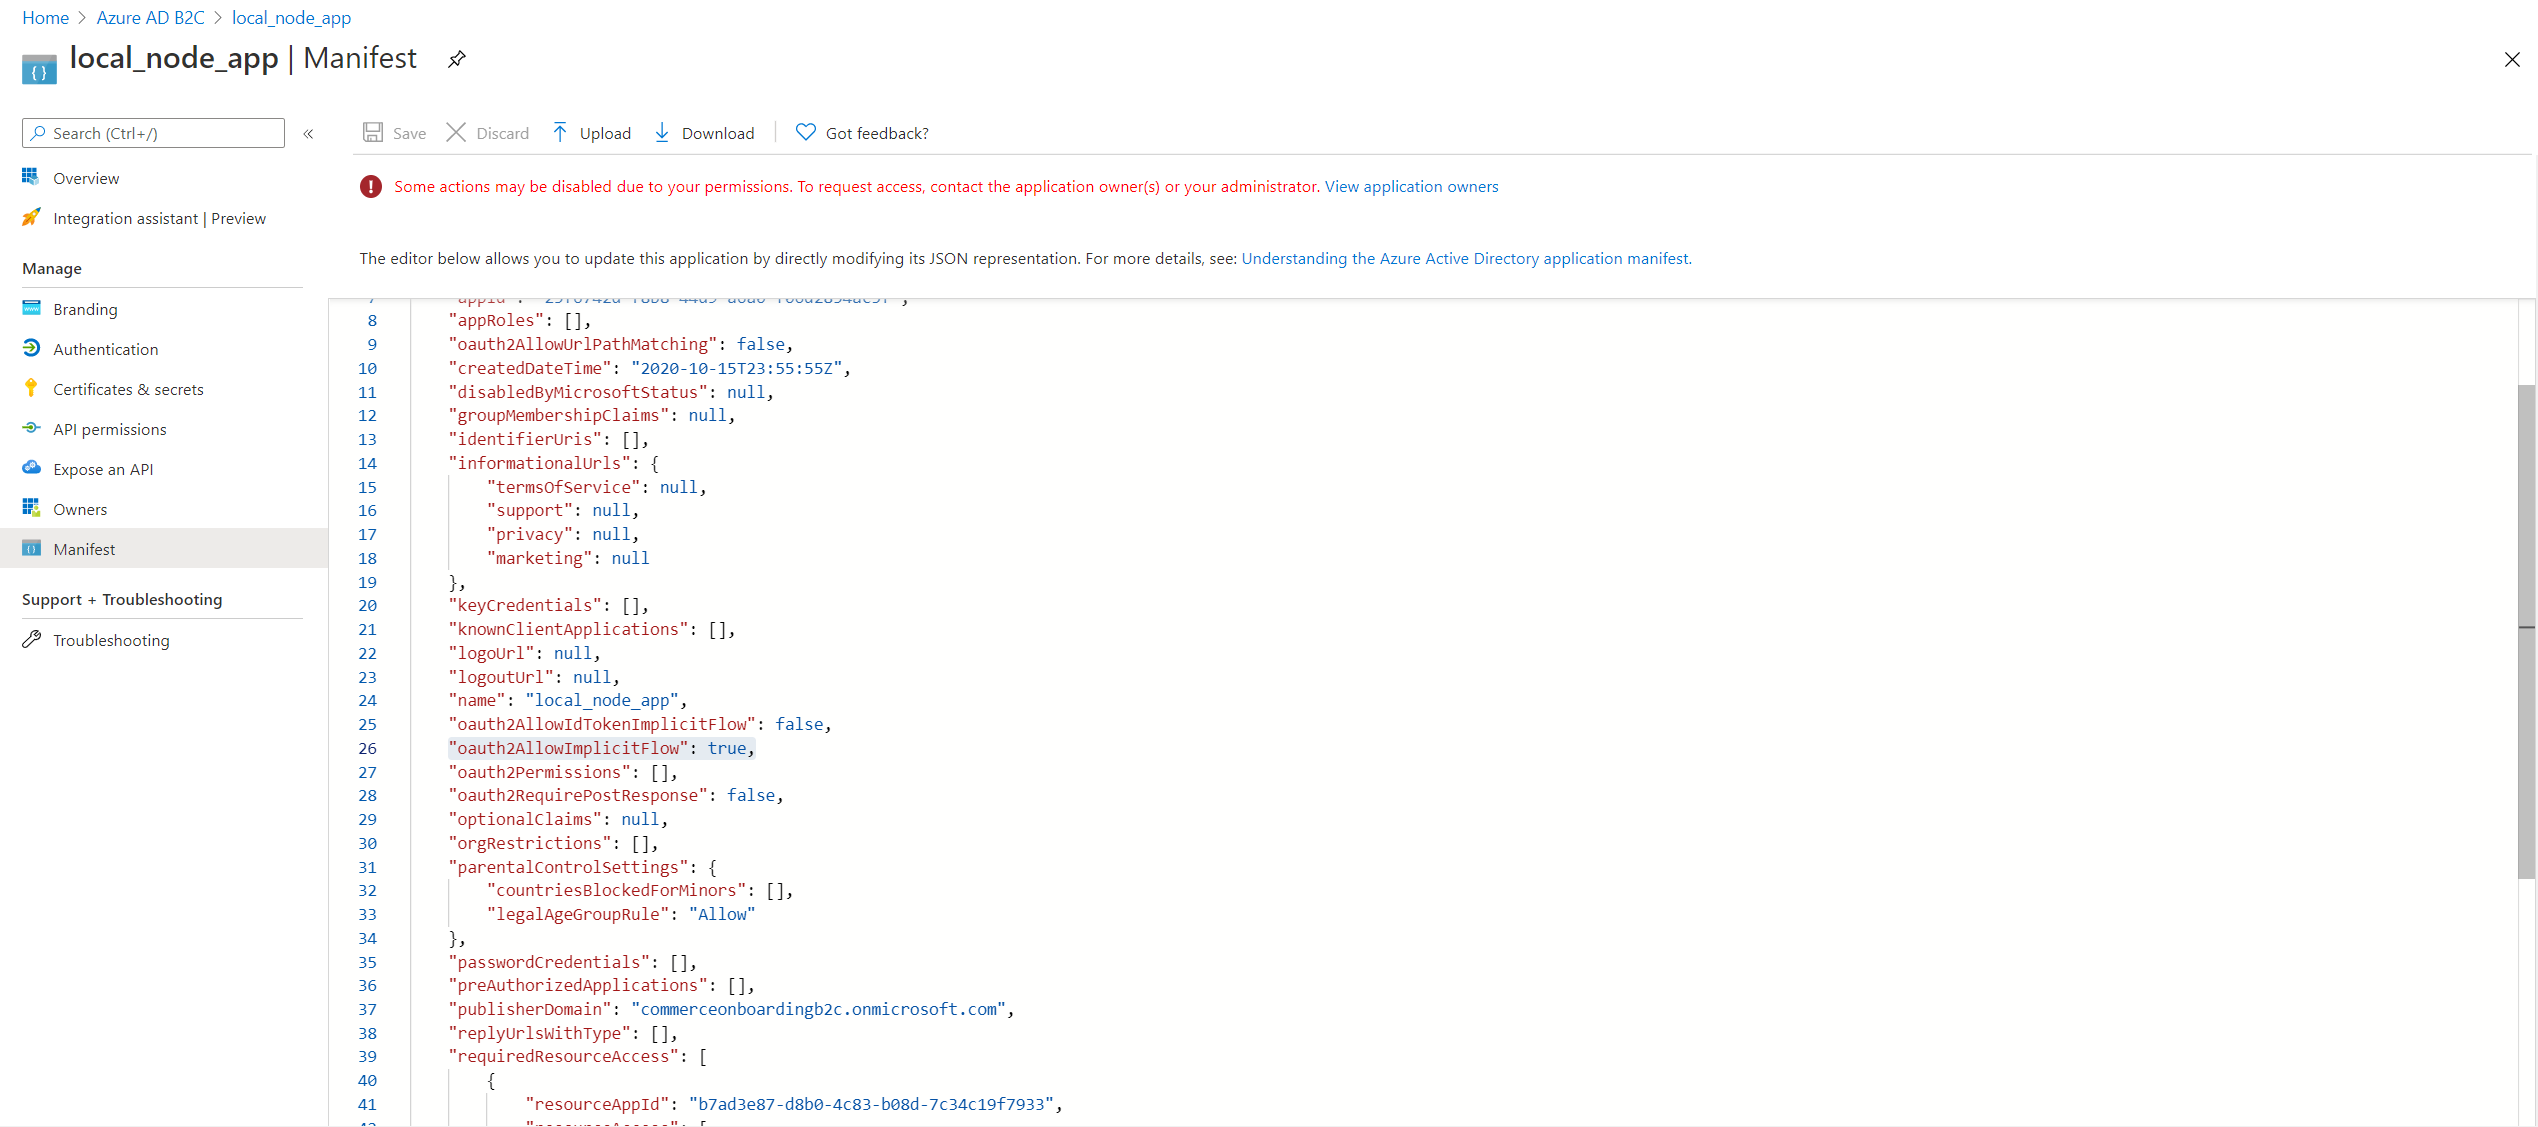 Home > Azure AD B2C > local_node_app
local_node_app | Manifest
Search (Ctrl+/)
«
Overview
Integration assistant | Preview
Manage
Branding
Authentication
Certificates & secrets
API permissions
Expose an API
Owners
Manifest
Support + Troubleshooting
Troubleshooting
Save Discard Upload Download Got feedback?
Some actions may be disabled due to your permissions. To request access, contact the application owner(s) or your administrator. View application owners
The editor below allows you to update this application by directly modifying its JSON representation. For more details, see: Understanding the Azure Active Directory application manifest.
8 "appRoles": [],
9 "oauth2AllowUrlPathMatching": false,
10 "createdDateTime": "2020-10-15T23:55:55Z",
11 "disabledByMicrosoftStatus": null,
12 "groupMembershipClaims": null,
13 "identifierUris": [],
14 "informationalUrls": {
15 "termsOfService": null,
16 "support": null,
17 "privacy": null,
18 "marketing": null
19 },
20 "keyCredentials": [],
21 "knownClientApplications": [],
22 "logoUrl": null,
23 "logoutUrl": null,
24 "name": "local_node_app",
25 "oauth2AllowIdTokenImplicitFlow": false,
26 "oauth2AllowImplicitFlow": true,
27 "oauth2Permissions": [],
28 "oauth2RequirePostResponse": false,
29 "optionalClaims": null,
30 "orgRestrictions": [],
31 "parentalControlSettings": {
32 "countriesBlockedForMinors": [],
33 "legalAgeGroupRule": "Allow"
34 },
35 "passwordCredentials": [],
36 "preAuthorizedApplications": [],
37 "publisherDomain": "commerceonboardingb2c.onmicrosoft.com",
38 "replyUrlsWithType": [],
39 "requiredResourceAccess": [
40 {
41 "resourceAppId": "b7ad3e87-d8b0-4c83-b08d-7c34c19f7933",